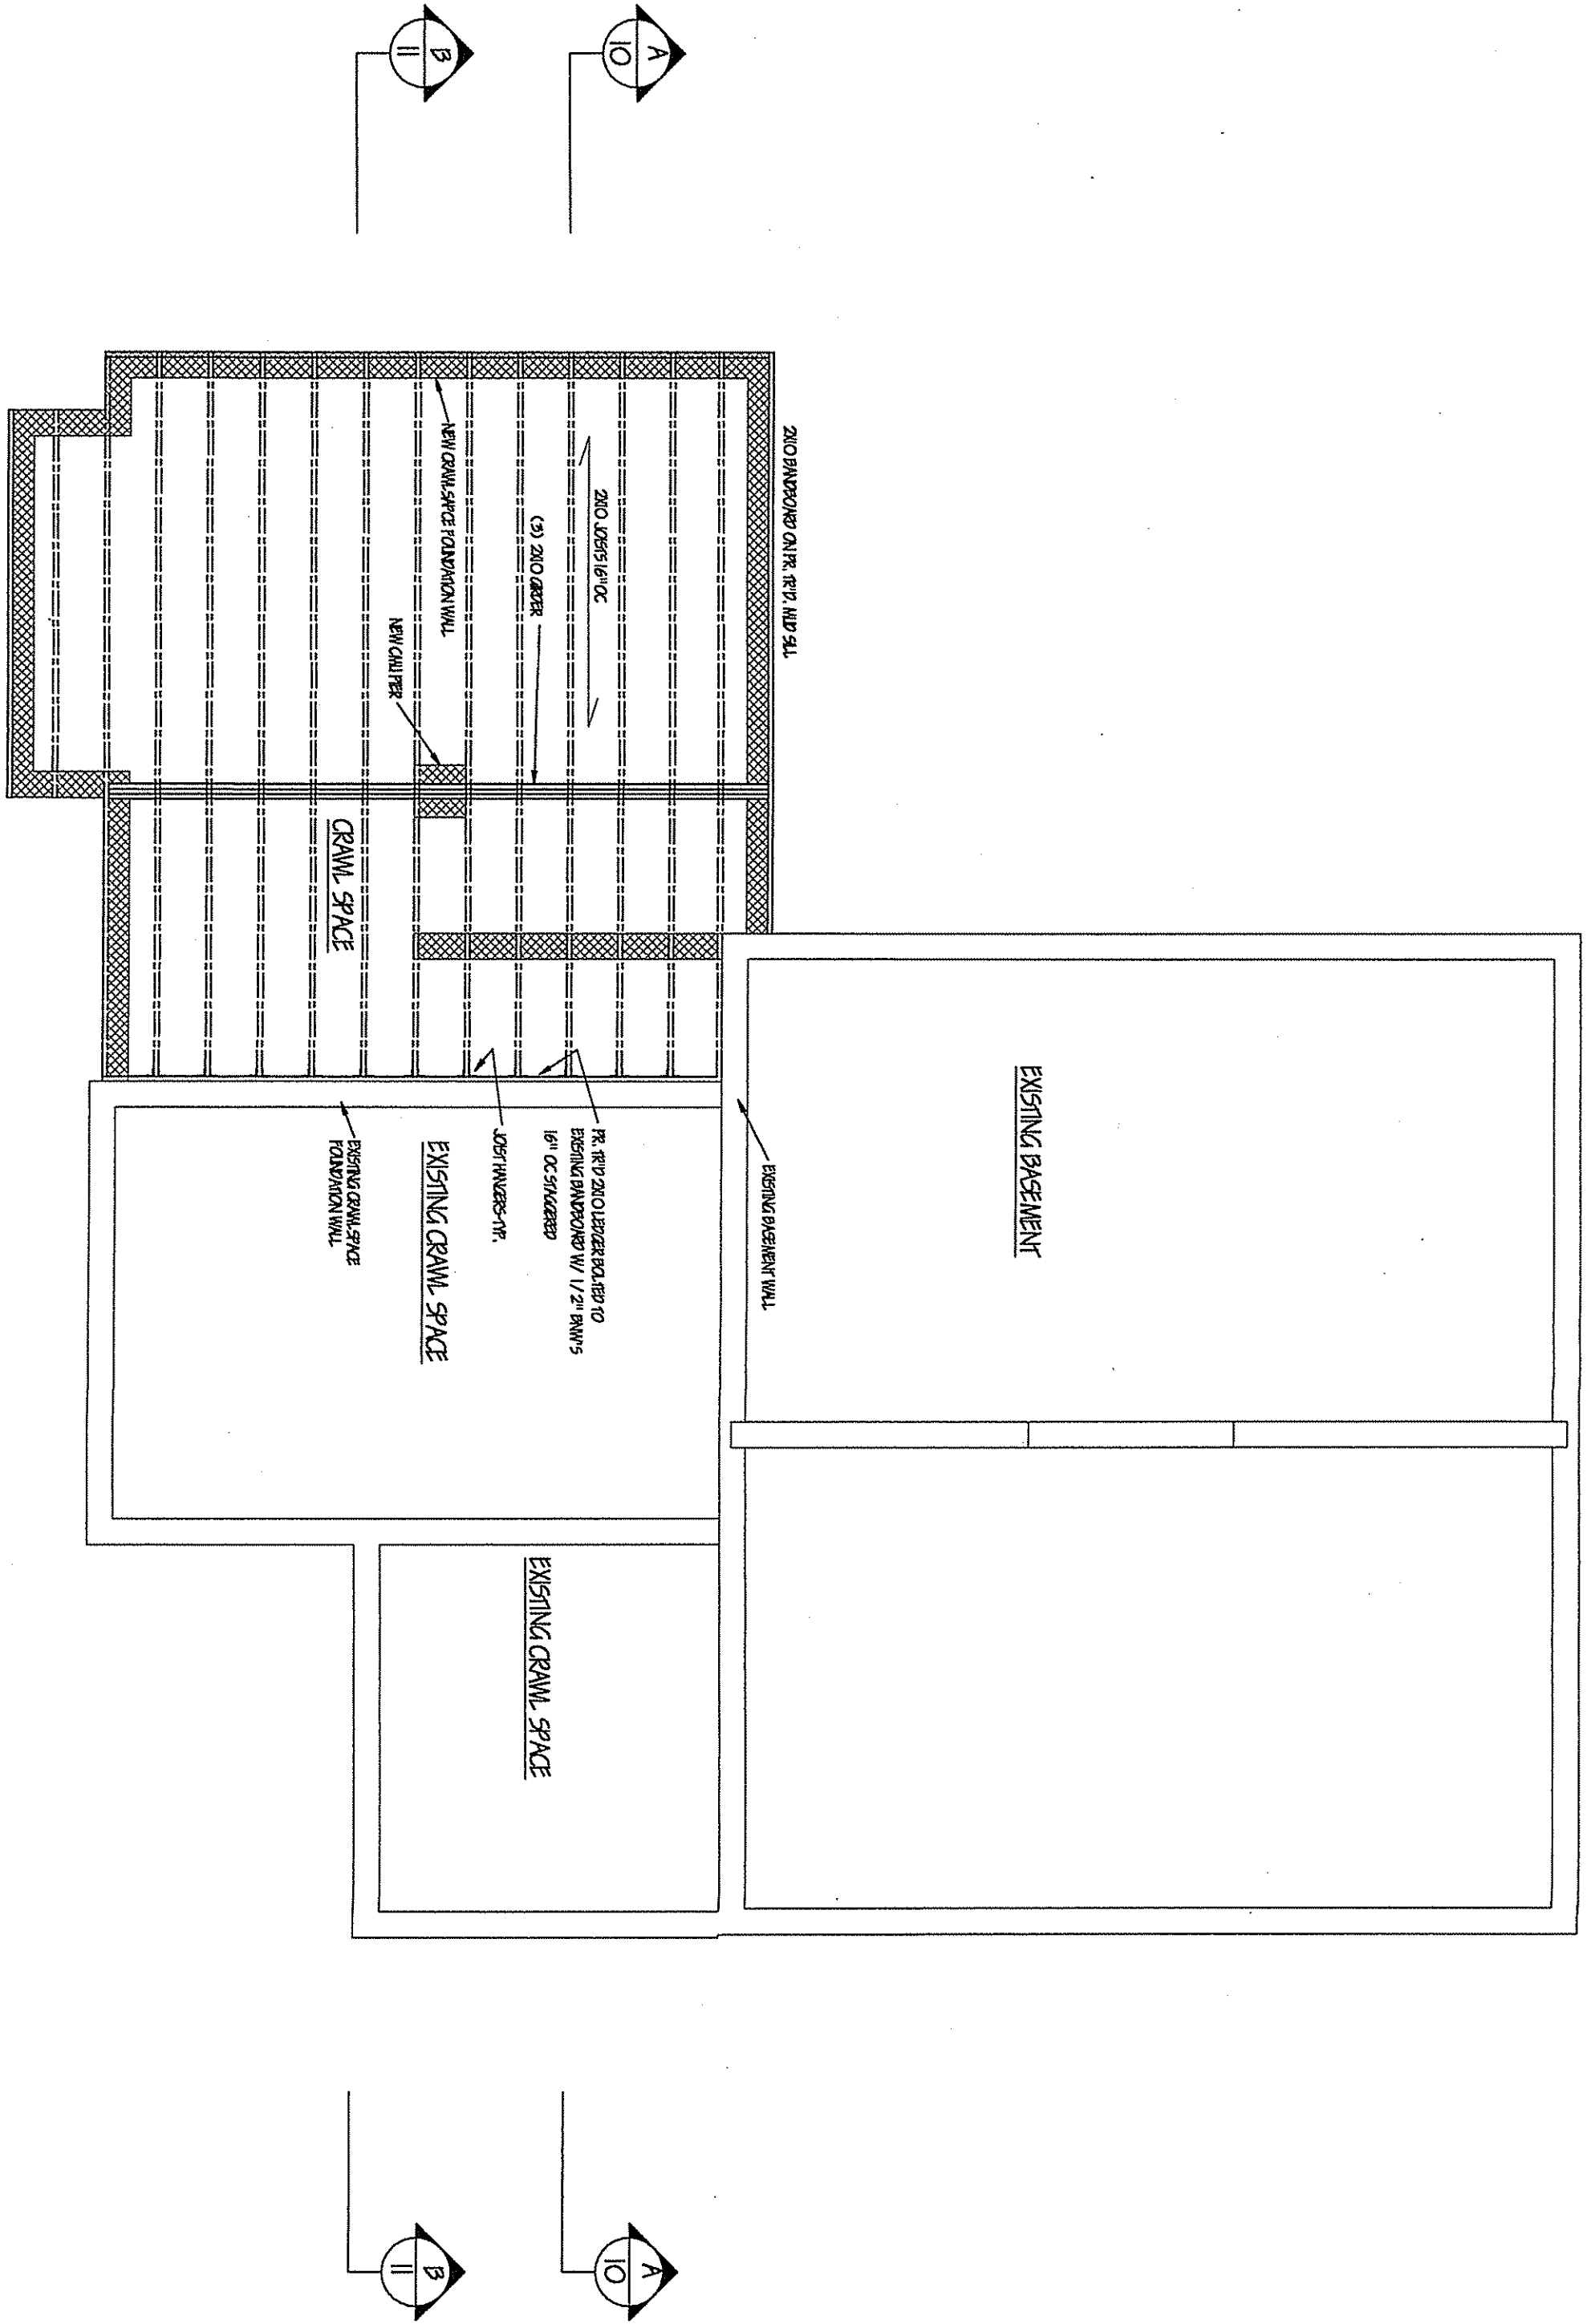 A
10
B
11
2X10 BANDBOARD ON PR. TR'D. MUD SILL
2X10 JOISTS 16" OC
(3) 2X10 GIRDER
NEW CRAWL SPACE FOUNDATION WALL
NEW CMU PIER
CRAWL SPACE
EXISTING BASEMENT
EXISTING BASEMENT WALL
PR. TR'D 2X10 LEDGER BOLTED TO
EXISTING BANDBOARD W/ 1/2" DIAM'S
16" OC STAGGERED
JOIST HANGERS-TYP.
EXISTING CRAWL SPACE
EXISTING CRAWL SPACE
FOUNDATION WALL
EXISTING CRAWL SPACE
A
10
B
11